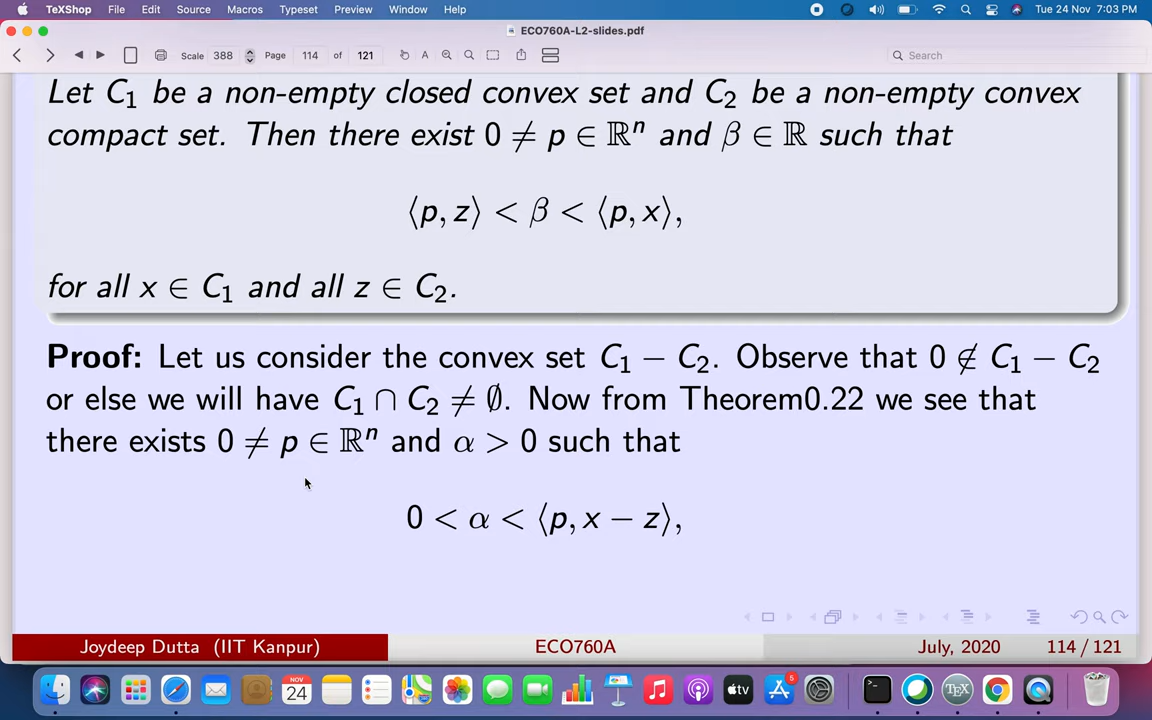 TeXShop File Edit Source Macros Typeset Preview Window Help Tue 24 Nov 7:03 PM
ECO760A-L2-slides.pdf
Scale 388 Page 114 of 121 A Search
Let C₁ be a non-empty closed convex set and C₂ be a non-empty convex
compact set. Then there exist 0 ≠ p ∈ ℝⁿ and β ∈ ℝ such that
⟨p, z⟩ < β < ⟨p, x⟩,
for all x ∈ C₁ and all z ∈ C₂.
Proof: Let us consider the convex set C₁ − C₂. Observe that 0 ∉ C₁ − C₂
or else we will have C₁ ∩ C₂ ≠ ∅. Now from Theorem0.22 we see that
there exists 0 ≠ p ∈ ℝⁿ and α > 0 such that
0 < α < ⟨p, x − z⟩,
Joydeep Dutta (IIT Kanpur) ECO760A July, 2020 114 / 121
NOV 24 tv 5 TEX